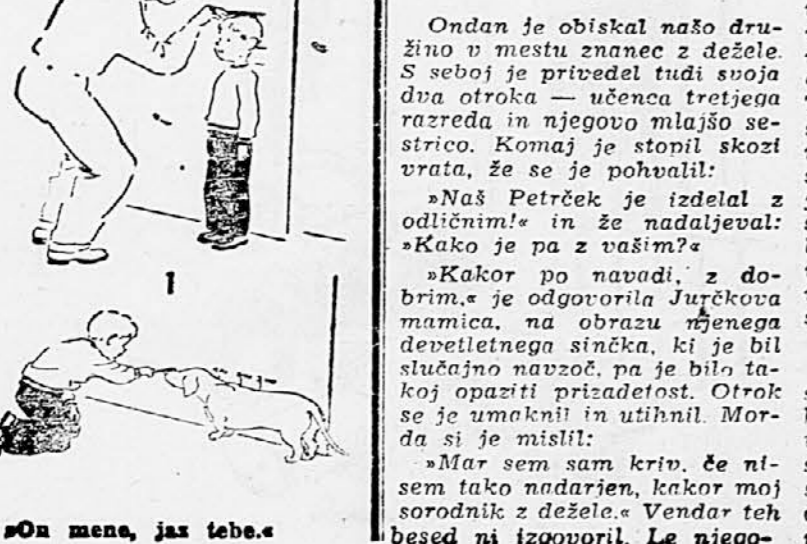 1
»On mene, jaz tebe.«
Ondan je obiskal našo dru-
žino v mestu znanec z dežele.
S seboj je privedel tudi svoja
dva otroka — učenca tretjega
razreda in njegovo mlajšo se-
strico. Komaj je stopil skozi
vrata, že se je pohvalil:
»Naš Petrček je izdelal z
odličnim!« in že nadaljeval:
»Kako je pa z vašim?«
»Kakor po navadi, z do-
brim,« je odgovorila Jurčkova
mamica, na obrazu njenega
devetletnega sinčka, ki je bil
slučajno navzoč, pa je bilo ta-
koj opaziti prizadetost. Otrok
se je umaknil in utihnil. Mor-
da si je mislil:
»Mar sem sam kriv, če ni-
sem tako nadarjen, kakor moj
sorodnik z dežele.« Vendar teh
besed ni izgovoril. Le njego-